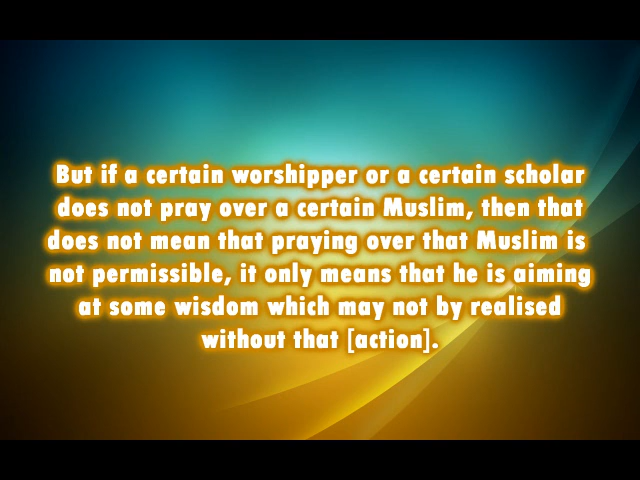 But if a certain worshipper or a certain scholar
does not pray over a certain Muslim, then that
does not mean that praying over that Muslim is
not permissible, it only means that he is aiming
at some wisdom which may not by realised
without that [action].